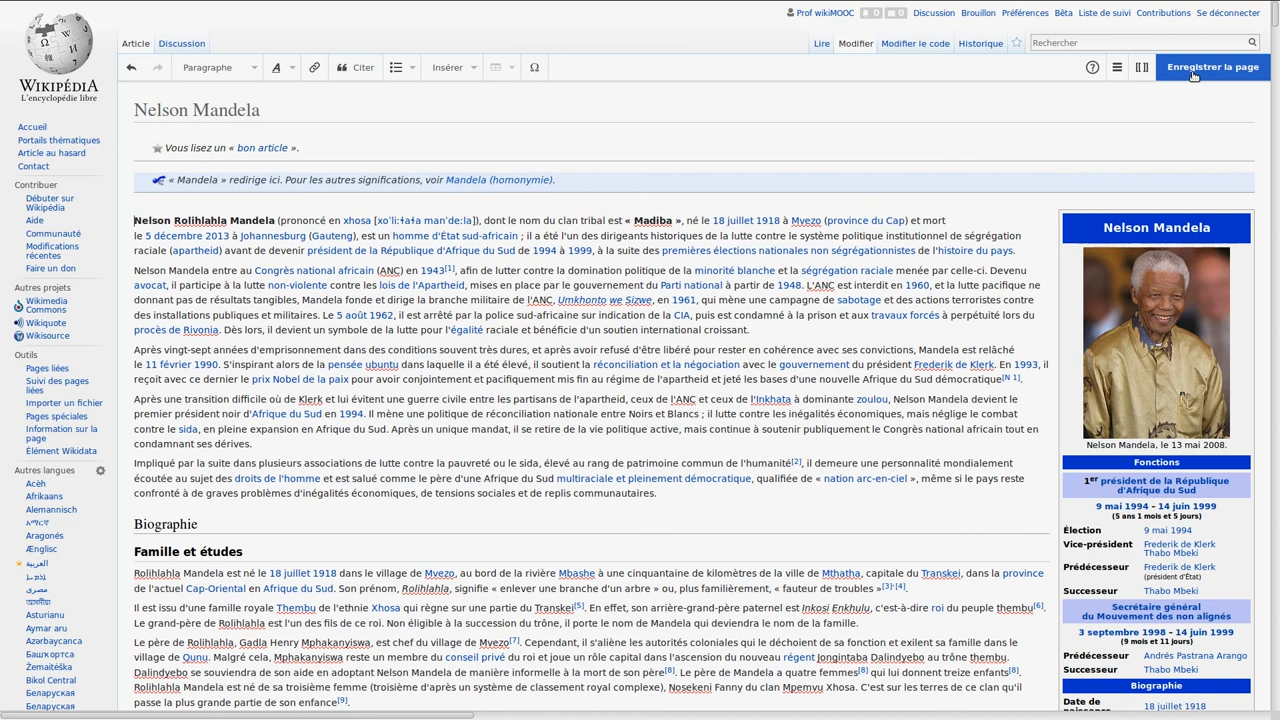 Prof wikiMOOC 0 0 Discussion Brouillon Préférences Bêta Liste de suivi Contributions Se déconnecter
Article Discussion Lire Modifier Modifier le code Historique Rechercher
Paragraphe A Citer Insérer Ω Enregistrer la page
WIKIPÉDIA
L'encyclopédie libre
Accueil
Portails thématiques
Article au hasard
Contact
Contribuer
Débuter sur
Wikipédia
Aide
Communauté
Modifications
récentes
Faire un don
Autres projets
Wikimedia
Commons
Wikiquote
Wikisource
Outils
Pages liées
Suivi des pages
liées
Importer un fichier
Pages spéciales
Information sur la
page
Élément Wikidata
Autres langues
Acèh
Afrikaans
Alemannisch
አማርኛ
Aragonés
Ænglisc
العربية
مصرى
অসমীয়া
Asturianu
Aymar aru
Azərbaycanca
Башҡортса
Žemaitėška
Bikol Central
Беларуская
Беларуская
Nelson Mandela
Vous lisez un « bon article ».
« Mandela » redirige ici. Pour les autres significations, voir Mandela (homonymie).
Nelson Rolihlahla Mandela (prononcé en xhosa [xoˈliːɬaɬa manˈdeːla]), dont le nom du clan tribal est « Madiba », né le 18 juillet 1918 à Mvezo (province du Cap) et mort
le 5 décembre 2013 à Johannesburg (Gauteng), est un homme d'État sud-africain ; il a été l'un des dirigeants historiques de la lutte contre le système politique institutionnel de ségrégation
raciale (apartheid) avant de devenir président de la République d'Afrique du Sud de 1994 à 1999, à la suite des premières élections nationales non ségrégationnistes de l'histoire du pays.
Nelson Mandela entre au Congrès national africain (ANC) en 1943[1], afin de lutter contre la domination politique de la minorité blanche et la ségrégation raciale menée par celle-ci. Devenu
avocat, il participe à la lutte non-violente contre les lois de l'Apartheid, mises en place par le gouvernement du Parti national à partir de 1948. L'ANC est interdit en 1960, et la lutte pacifique ne
donnant pas de résultats tangibles, Mandela fonde et dirige la branche militaire de l'ANC, Umkhonto we Sizwe, en 1961, qui mène une campagne de sabotage et des actions terroristes contre
des installations publiques et militaires. Le 5 août 1962, il est arrêté par la police sud-africaine sur indication de la CIA, puis est condamné à la prison et aux travaux forcés à perpétuité lors du
procès de Rivonia. Dès lors, il devient un symbole de la lutte pour l'égalité raciale et bénéficie d'un soutien international croissant.
Après vingt-sept années d'emprisonnement dans des conditions souvent très dures, et après avoir refusé d'être libéré pour rester en cohérence avec ses convictions, Mandela est relâché
le 11 février 1990. S'inspirant alors de la pensée ubuntu dans laquelle il a été élevé, il soutient la réconciliation et la négociation avec le gouvernement du président Frederik de Klerk. En 1993, il
reçoit avec ce dernier le prix Nobel de la paix pour avoir conjointement et pacifiquement mis fin au régime de l'apartheid et jeté les bases d'une nouvelle Afrique du Sud démocratique[N 1].
Après une transition difficile où de Klerk et lui évitent une guerre civile entre les partisans de l'apartheid, ceux de l'ANC et ceux de l'Inkhata à dominante zoulou, Nelson Mandela devient le
premier président noir d'Afrique du Sud en 1994. Il mène une politique de réconciliation nationale entre Noirs et Blancs ; il lutte contre les inégalités économiques, mais néglige le combat
contre le sida, en pleine expansion en Afrique du Sud. Après un unique mandat, il se retire de la vie politique active, mais continue à soutenir publiquement le Congrès national africain tout en
condamnant ses dérives.
Impliqué par la suite dans plusieurs associations de lutte contre la pauvreté ou le sida, élevé au rang de patrimoine commun de l'humanité[2], il demeure une personnalité mondialement
écoutée au sujet des droits de l'homme et est salué comme le père d'une Afrique du Sud multiraciale et pleinement démocratique, qualifiée de « nation arc-en-ciel », même si le pays reste
confronté à de graves problèmes d'inégalités économiques, de tensions sociales et de replis communautaires.
Biographie
Famille et études
Rolihlahla Mandela est né le 18 juillet 1918 dans le village de Mvezo, au bord de la rivière Mbashe à une cinquantaine de kilomètres de la ville de Mthatha, capitale du Transkei, dans la province
de l'actuel Cap-Oriental en Afrique du Sud. Son prénom, Rolihlahla, signifie « enlever une branche d'un arbre » ou, plus familièrement, « fauteur de troubles »[3],[4].
Il est issu d'une famille royale Thembu de l'ethnie Xhosa qui règne sur une partie du Transkei[5]. En effet, son arrière-grand-père paternel est Inkosi Enkhulu, c'est-à-dire roi du peuple thembu[6].
Le grand-père de Rolihlahla est l'un des fils de ce roi. Non éligible à la succession du trône, il porte le nom de Mandela qui deviendra le nom de la famille.
Le père de Rolihlahla, Gadla Henry Mphakanyiswa, est chef du village de Mvezo[7]. Cependant, il s'aliène les autorités coloniales qui le déchoient de sa fonction et exilent sa famille dans le
village de Qunu. Malgré cela, Mphakanyiswa reste un membre du conseil privé du roi et joue un rôle capital dans l'ascension du nouveau régent Jongintaba Dalindyebo au trône thembu.
Dalindyebo se souviendra de son aide en adoptant Nelson Mandela de manière informelle à la mort de son père[8]. Le père de Mandela a quatre femmes[8] qui lui donnent treize enfants[8].
Rolihlahla Mandela est né de sa troisième femme (troisième d'après un système de classement royal complexe), Nosekeni Fanny du clan Mpemvu Xhosa. C'est sur les terres de ce clan qu'il
passe la plus grande partie de son enfance[9].
Nelson Mandela
Nelson Mandela, le 13 mai 2008.
Fonctions
1er président de la République
d'Afrique du Sud
9 mai 1994 – 14 juin 1999
(5 ans 1 mois et 5 jours)
Élection 9 mai 1994
Vice-président Frederik de Klerk
Thabo Mbeki
Prédécesseur Frederik de Klerk
(président d'État)
Successeur Thabo Mbeki
Secrétaire général
du Mouvement des non alignés
3 septembre 1998 – 14 juin 1999
(9 mois et 11 jours)
Prédécesseur Andrés Pastrana Arango
Successeur Thabo Mbeki
Biographie
Date de
naissance 18 juillet 1918